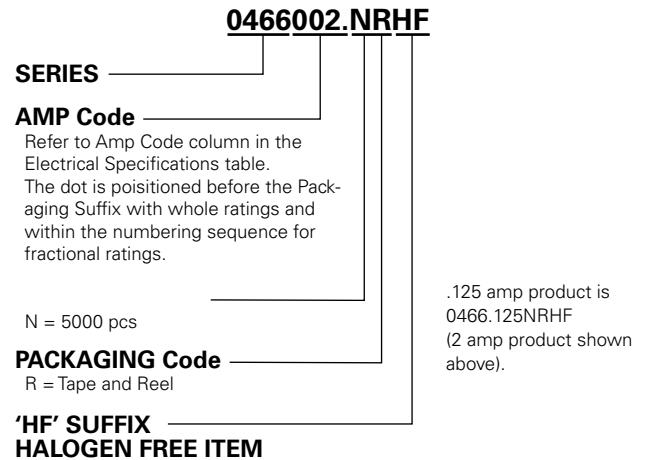 0466002.NRHF
SERIES
AMP Code
Refer to Amp Code column in the
Electrical Specifications table.
The dot is poisitioned before the Pack-
aging Suffix with whole ratings and
within the numbering sequence for
fractional ratings.
N = 5000 pcs
PACKAGING Code
R = Tape and Reel
‘HF’ SUFFIX
HALOGEN FREE ITEM
.125 amp product is
0466.125NRHF
(2 amp product shown
above).